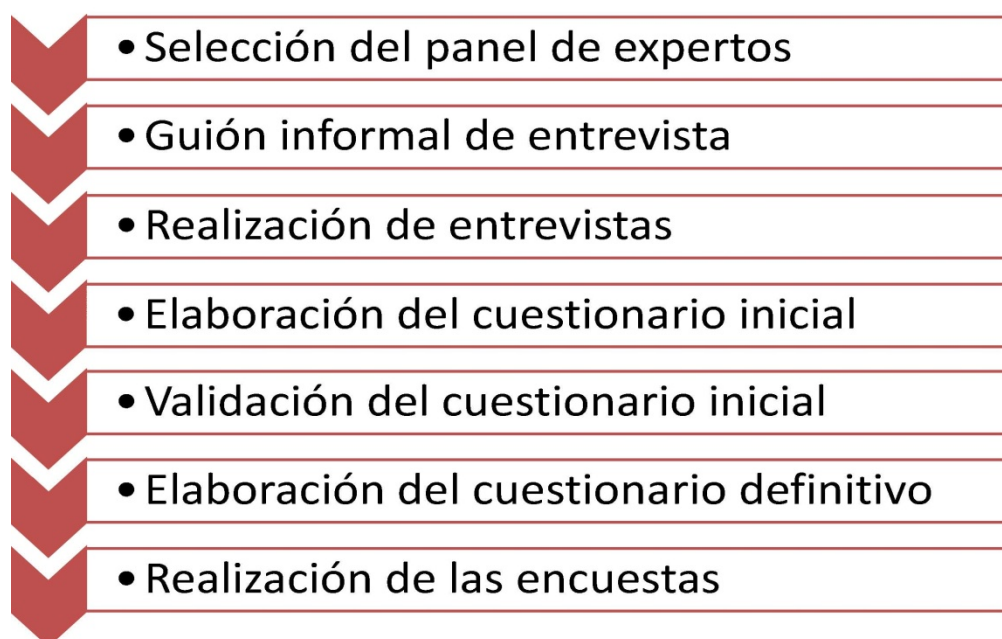 • Selección del panel de expertos
• Guión informal de entrevista
• Realización de entrevistas
• Elaboración del cuestionario inicial
• Validación del cuestionario inicial
• Elaboración del cuestionario definitivo
• Realización de las encuestas